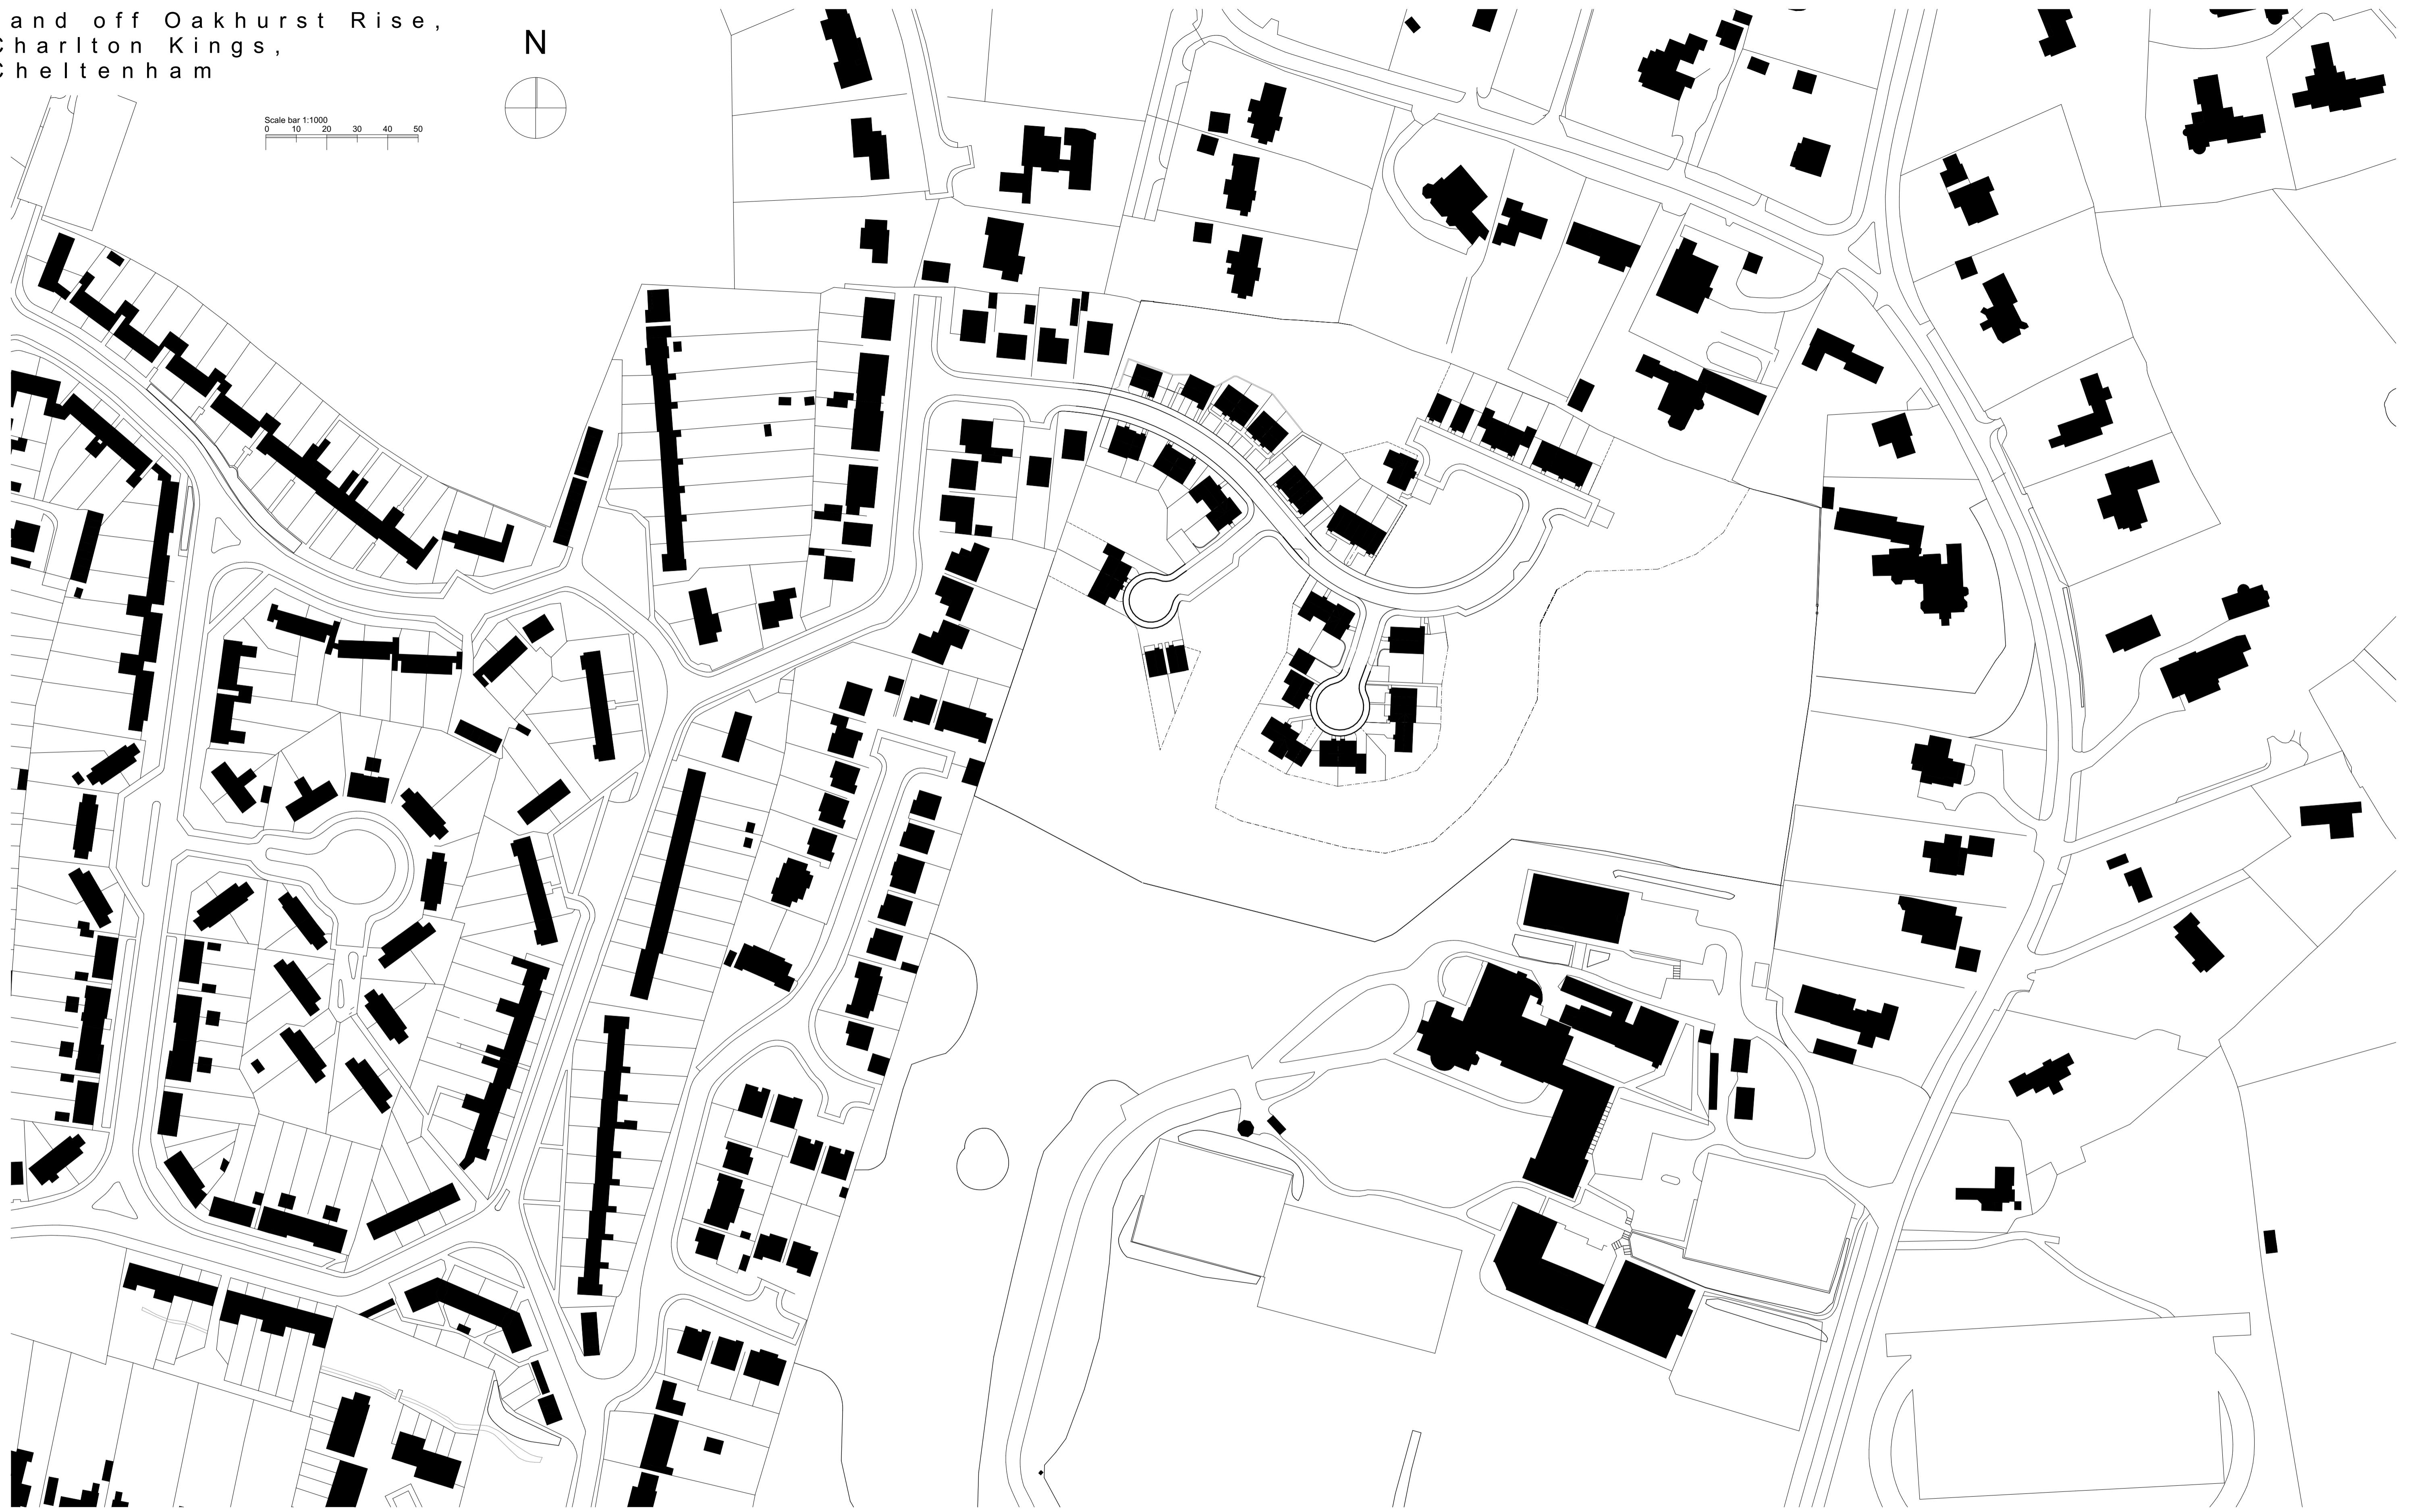 and off Oakhurst Rise,
Charlton Kings,
Cheltenham
N
Scale bar 1:1000
0 10 20 30 40 50